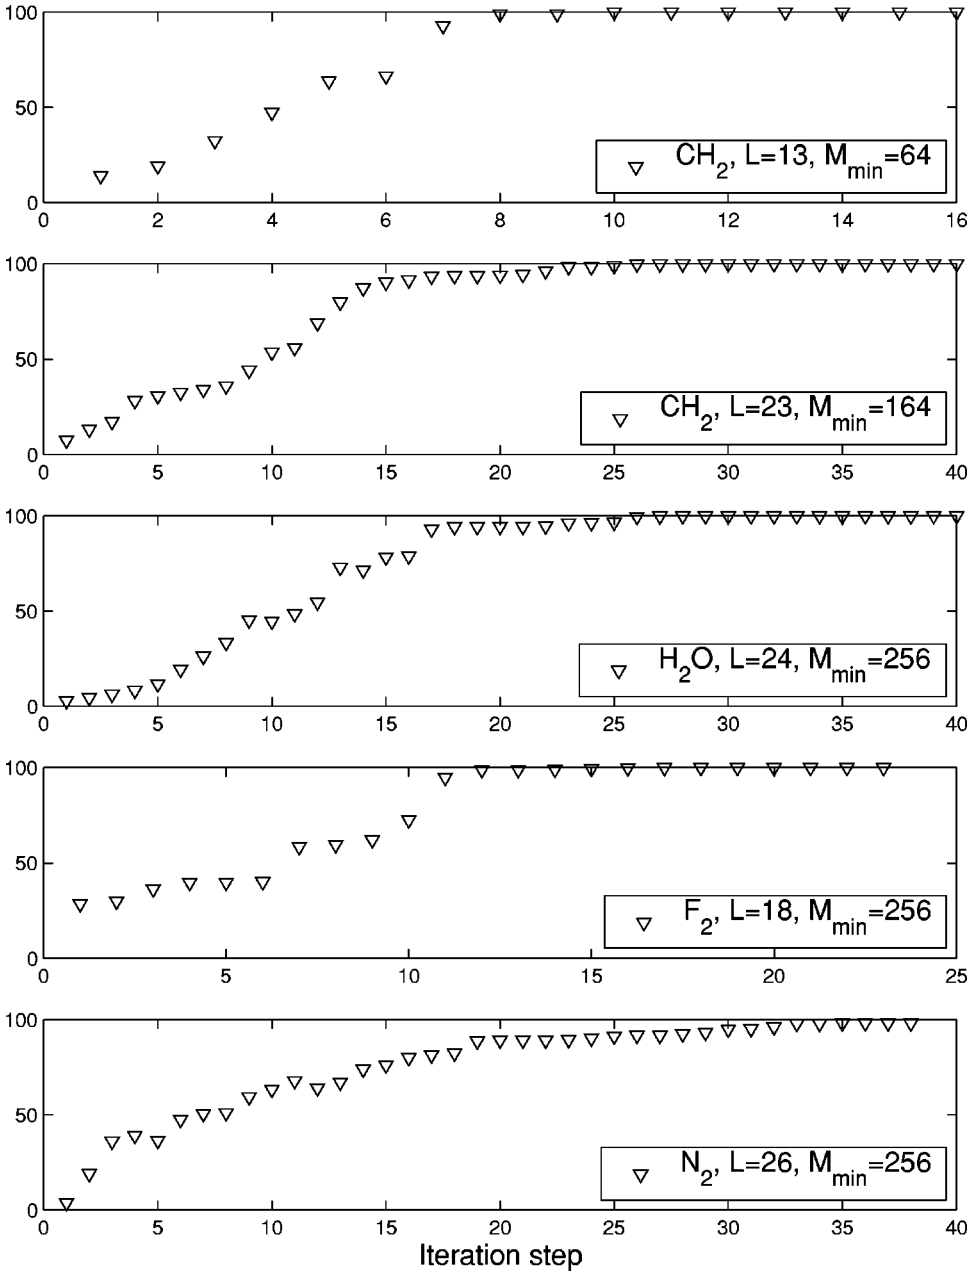 100
50
0
CH₂, L=13, Mmin=64
0 2 4 6 8 10 12 14 16
100
50
0
CH₂, L=23, Mmin=164
0 5 10 15 20 25 30 35 40
100
50
0
H₂O, L=24, Mmin=256
0 5 10 15 20 25 30 35 40
100
50
0
F₂, L=18, Mmin=256
0 5 10 15 20 25
100
50
0
N₂, L=26, Mmin=256
0 5 10 15 20 25 30 35 40
Iteration step